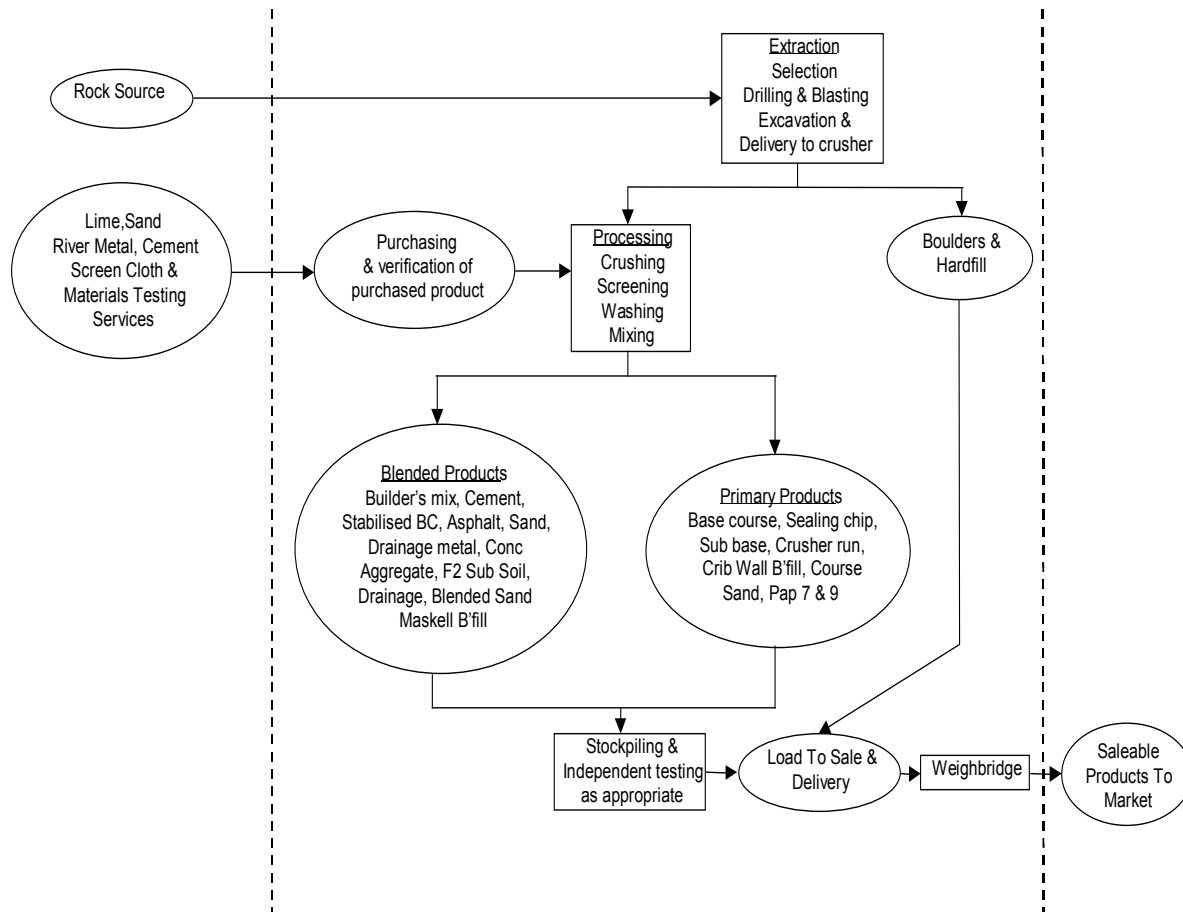 Extraction
Selection
Drilling & Blasting
Excavation &
Delivery to crusher
Rock Source
Lime,Sand
River Metal, Cement
Screen Cloth &
Materials Testing
Services
Purchasing
& verification of
purchased product
Processing
Crushing
Screening
Washing
Mixing
Boulders &
Hardfill
Blended Products
Builder's mix, Cement,
Stabilised BC, Asphalt, Sand,
Drainage metal, Conc
Aggregate, F2 Sub Soil,
Drainage, Blended Sand
Maskell B'fill
Primary Products
Base course, Sealing chip,
Sub base, Crusher run,
Crib Wall B'fill, Course
Sand, Pap 7 & 9
Stockpiling &
Independent testing
as appropriate
Load To Sale &
Delivery
Weighbridge
Saleable
Products To
Market